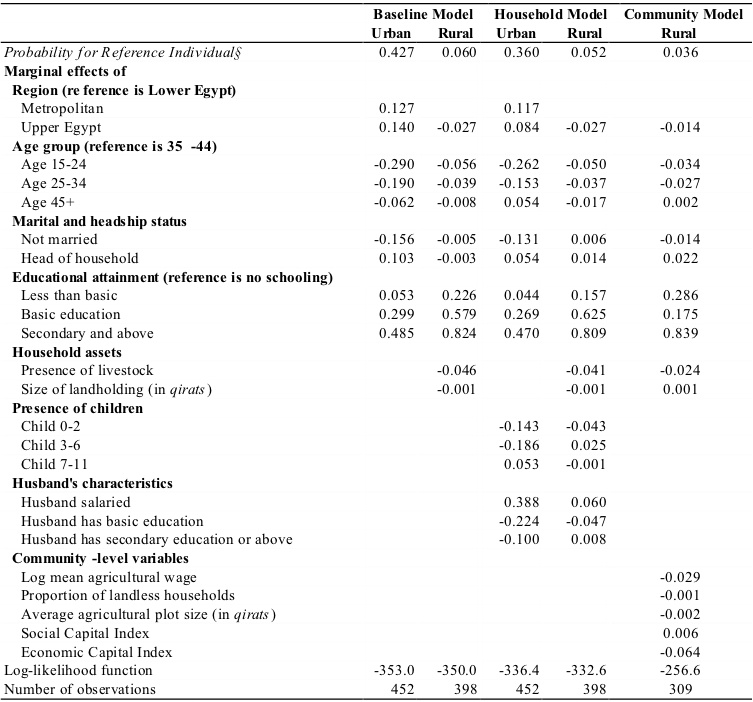 Baseline Model Household Model Community Model
Urban Rural Urban Rural Rural
Probability for Reference Individual§ 0.427 0.060 0.360 0.052 0.036
Marginal effects of
Region (re ference is Lower Egypt)
Metropolitan 0.127 0.117
Upper Egypt 0.140 -0.027 0.084 -0.027 -0.014
Age group (reference is 35 -44)
Age 15-24 -0.290 -0.056 -0.262 -0.050 -0.034
Age 25-34 -0.190 -0.039 -0.153 -0.037 -0.027
Age 45+ -0.062 -0.008 0.054 -0.017 0.002
Marital and headship status
Not married -0.156 -0.005 -0.131 0.006 -0.014
Head of household 0.103 -0.003 0.054 0.014 0.022
Educational attainment (reference is no schooling)
Less than basic 0.053 0.226 0.044 0.157 0.286
Basic education 0.299 0.579 0.269 0.625 0.175
Secondary and above 0.485 0.824 0.470 0.809 0.839
Household assets
Presence of livestock -0.046 -0.041 -0.024
Size of landholding (in qirats) -0.001 -0.001 0.001
Presence of children
Child 0-2 -0.143 -0.043
Child 3-6 -0.186 0.025
Child 7-11 0.053 -0.001
Husband's characteristics
Husband salaried 0.388 0.060
Husband has basic education -0.224 -0.047
Husband has secondary education or above -0.100 0.008
Community -level variables
Log mean agricultural wage -0.029
Proportion of landless households -0.001
Average agricultural plot size (in qirats) -0.002
Social Capital Index 0.006
Economic Capital Index -0.064
Log-likelihood function -353.0 -350.0 -336.4 -332.6 -256.6
Number of observations 452 398 452 398 309